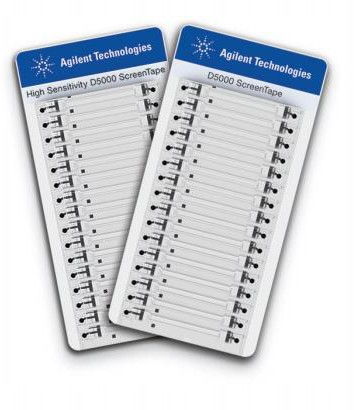 Agilent Technologies
High Sensitivity D5000 ScreenTape
Agilent Technologies
D5000 ScreenTape